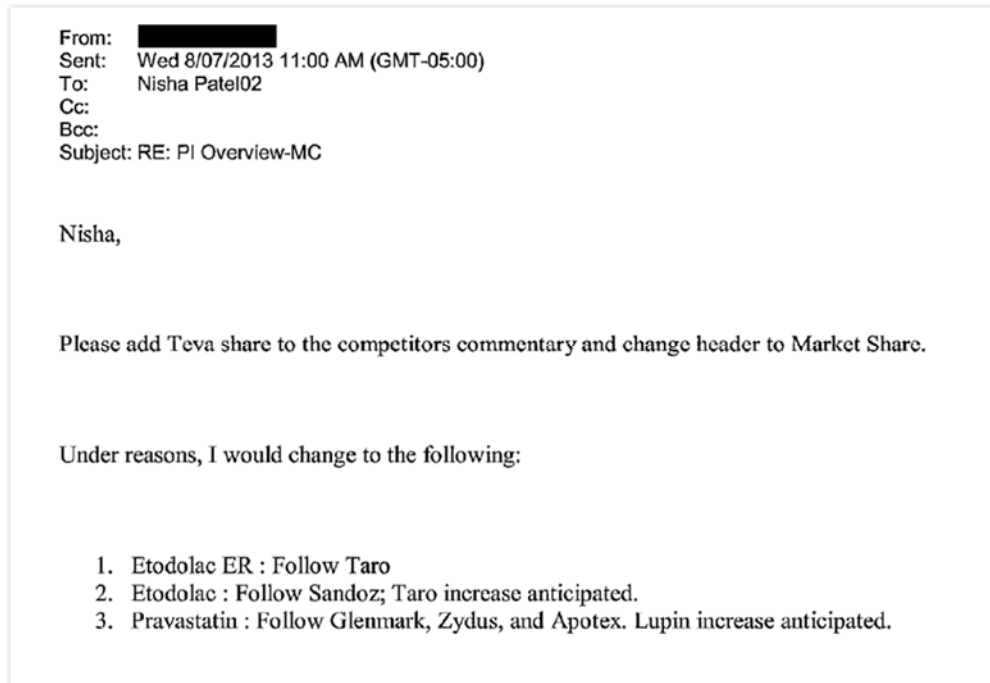 From:
Sent: Wed 8/07/2013 11:00 AM (GMT-05:00)
To: Nisha Patel02
Cc:
Bcc:
Subject: RE: PI Overview-MC
Nisha,
Please add Teva share to the competitors commentary and change header to Market Share.
Under reasons, I would change to the following:
1. Etodolac ER : Follow Taro
2. Etodolac : Follow Sandoz; Taro increase anticipated.
3. Pravastatin : Follow Glenmark, Zydus, and Apotex. Lupin increase anticipated.